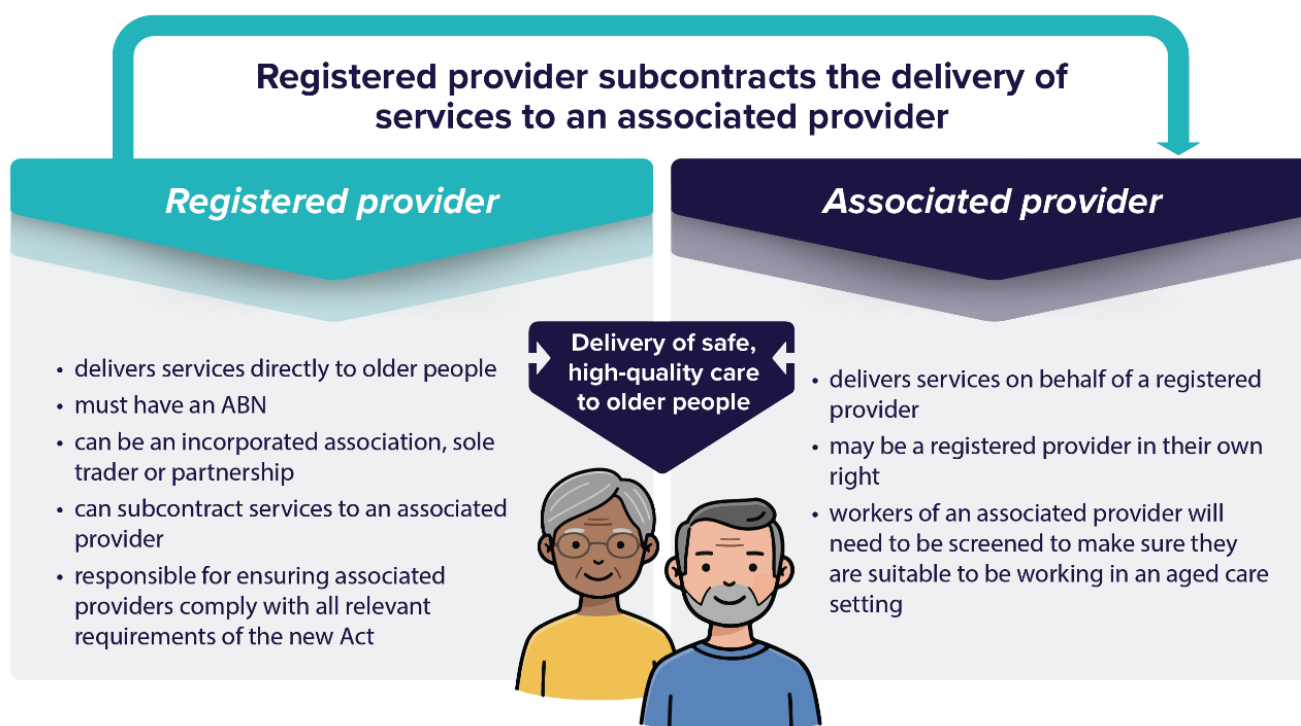 Registered provider subcontracts the delivery of
services to an associated provider
Registered provider
• delivers services directly to older people
• must have an ABN
• can be an incorporated association, sole
trader or partnership
• can subcontract services to an associated
provider
• responsible for ensuring associated
providers comply with all relevant
requirements of the new Act
Delivery of safe,
high-quality care
to older people
Associated provider
• delivers services on behalf of a registered
provider
• may be a registered provider in their own
right
• workers of an associated provider will
need to be screened to make sure they
are suitable to be working in an aged care
setting